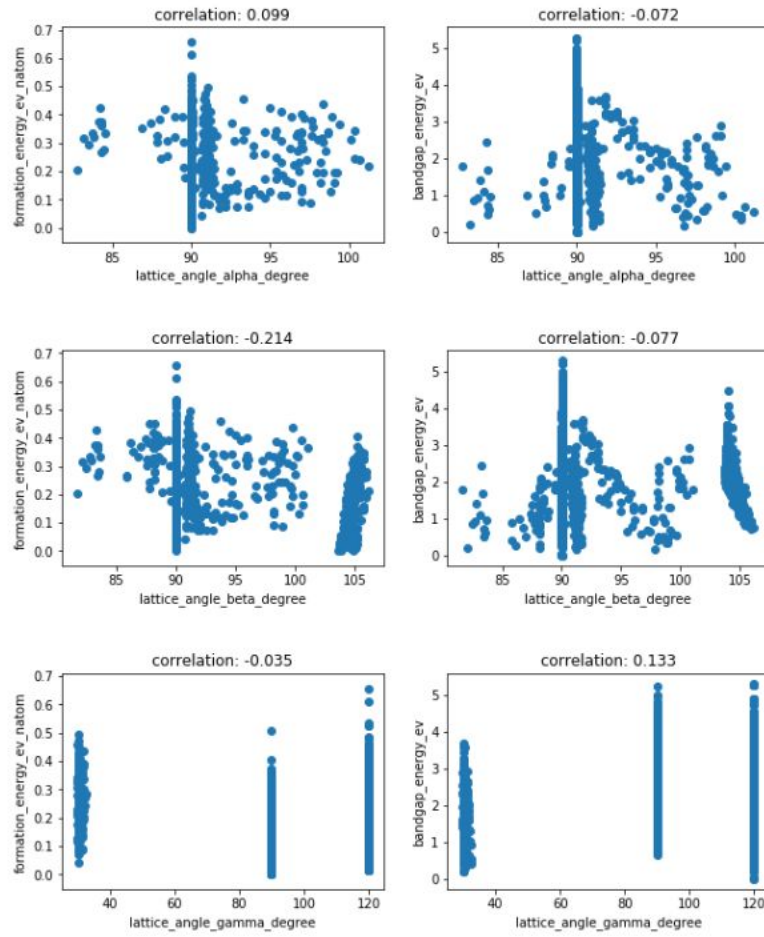 correlation: 0.099
formation_energy_ev_natom
0.7
0.6
0.5
0.4
0.3
0.2
0.1
0.0
85 90 95 100
lattice_angle_alpha_degree
correlation: -0.072
bandgap_energy_ev
5
4
3
2
1
0
85 90 95 100
lattice_angle_alpha_degree
correlation: -0.214
formation_energy_ev_natom
0.7
0.6
0.5
0.4
0.3
0.2
0.1
0.0
85 90 95 100 105
lattice_angle_beta_degree
correlation: -0.077
bandgap_energy_ev
5
4
3
2
1
0
85 90 95 100 105
lattice_angle_beta_degree
correlation: -0.035
formation_energy_ev_natom
0.7
0.6
0.5
0.4
0.3
0.2
0.1
0.0
40 60 80 100 120
lattice_angle_gamma_degree
correlation: 0.133
bandgap_energy_ev
5
4
3
2
1
0
40 60 80 100 120
lattice_angle_gamma_degree